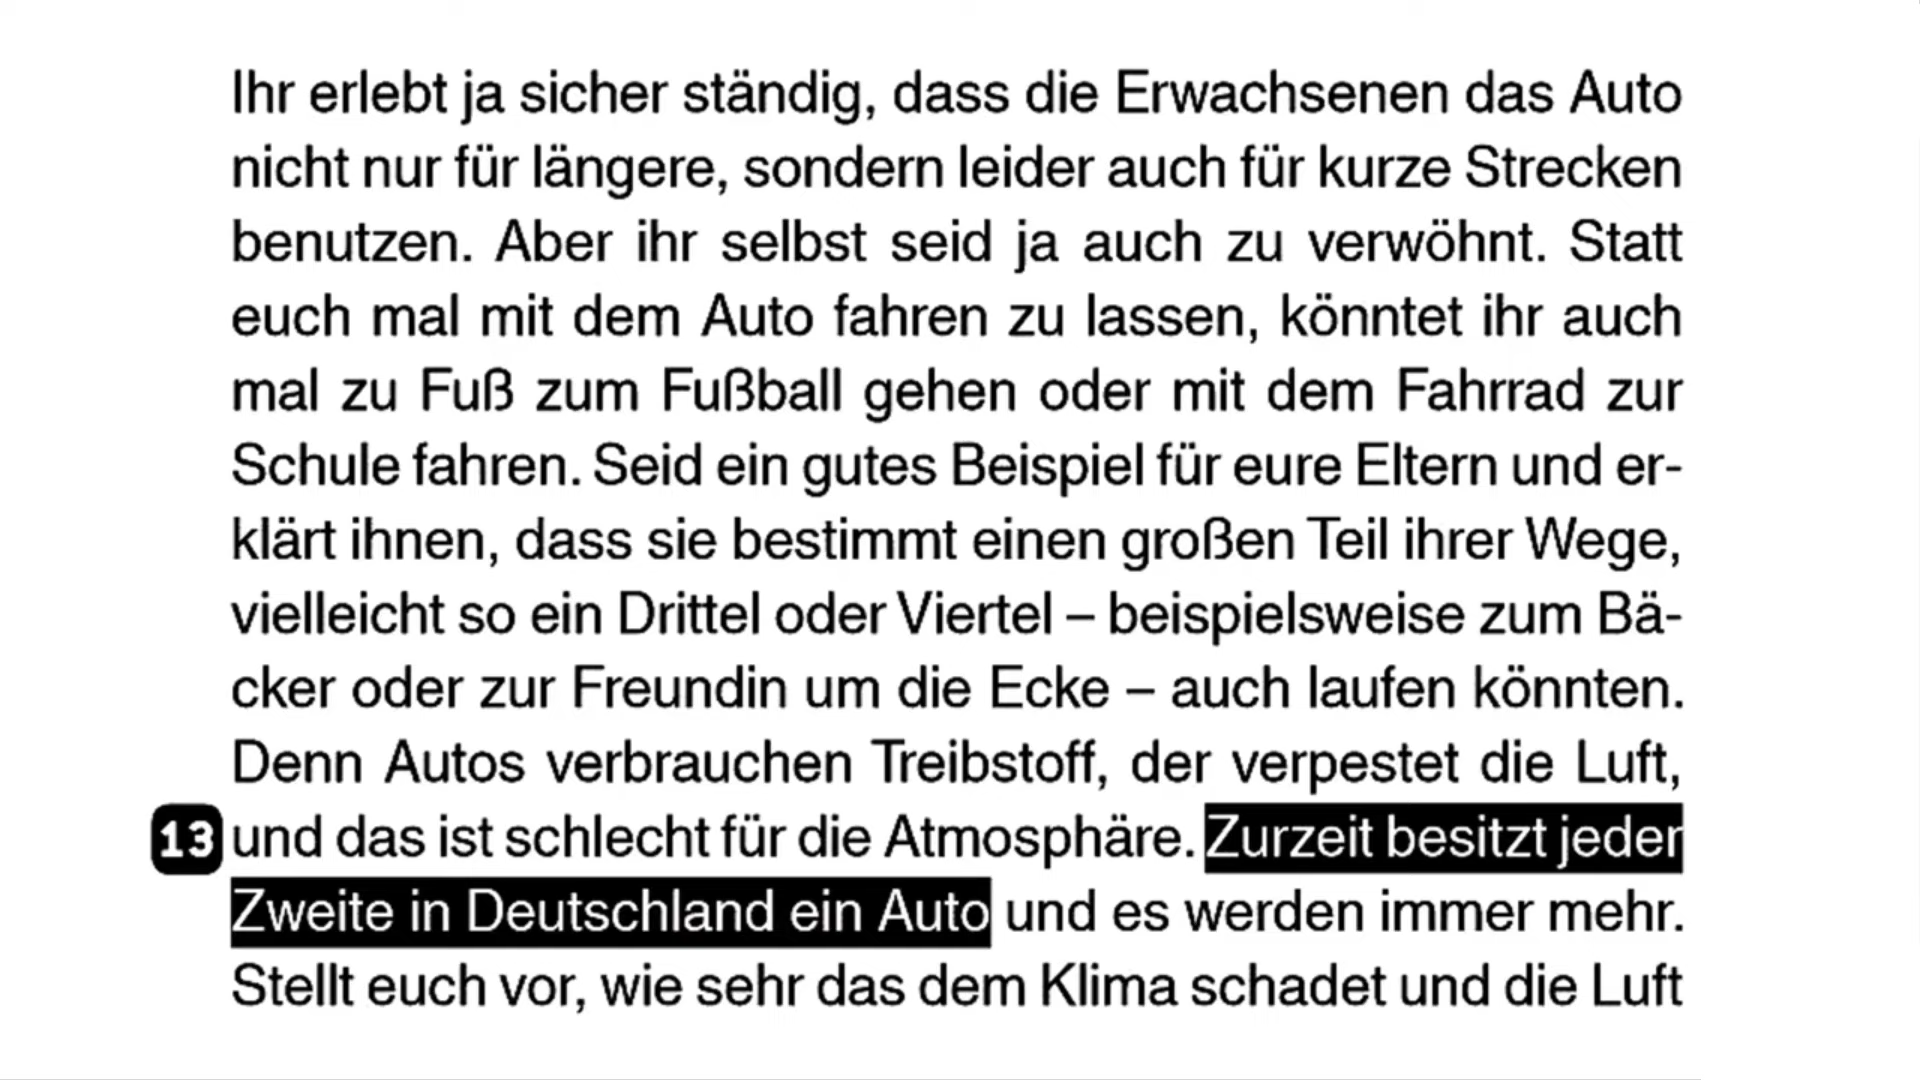 Ihr erlebt ja sicher ständig, dass die Erwachsenen das Auto
nicht nur für längere, sondern leider auch für kurze Strecken
benutzen. Aber ihr selbst seid ja auch zu verwöhnt. Statt
euch mal mit dem Auto fahren zu lassen, könntet ihr auch
mal zu Fuß zum Fußball gehen oder mit dem Fahrrad zur
Schule fahren. Seid ein gutes Beispiel für eure Eltern und er-
klärt ihnen, dass sie bestimmt einen großen Teil ihrer Wege,
vielleicht so ein Drittel oder Viertel – beispielsweise zum Bä-
cker oder zur Freundin um die Ecke – auch laufen könnten.
Denn Autos verbrauchen Treibstoff, der verpestet die Luft,
13 und das ist schlecht für die Atmosphäre. Zurzeit besitzt jeder
Zweite in Deutschland ein Auto und es werden immer mehr.
Stellt euch vor, wie sehr das dem Klima schadet und die Luft